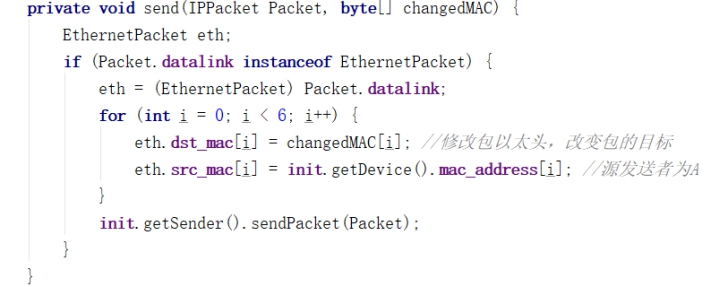 private void send(IPPacket Packet, byte[] changedMAC) {
EthernetPacket eth;
if (Packet.datalink instanceof EthernetPacket) {
eth = (EthernetPacket) Packet.datalink;
for (int i = 0; i < 6; i++) {
eth.dst_mac[i] = changedMAC[i]; //修改包以太头，改变包的目标
eth.src_mac[i] = init.getDevice().mac_address[i]; //源发送者为A
}
init.getSender().sendPacket(Packet);
}
}